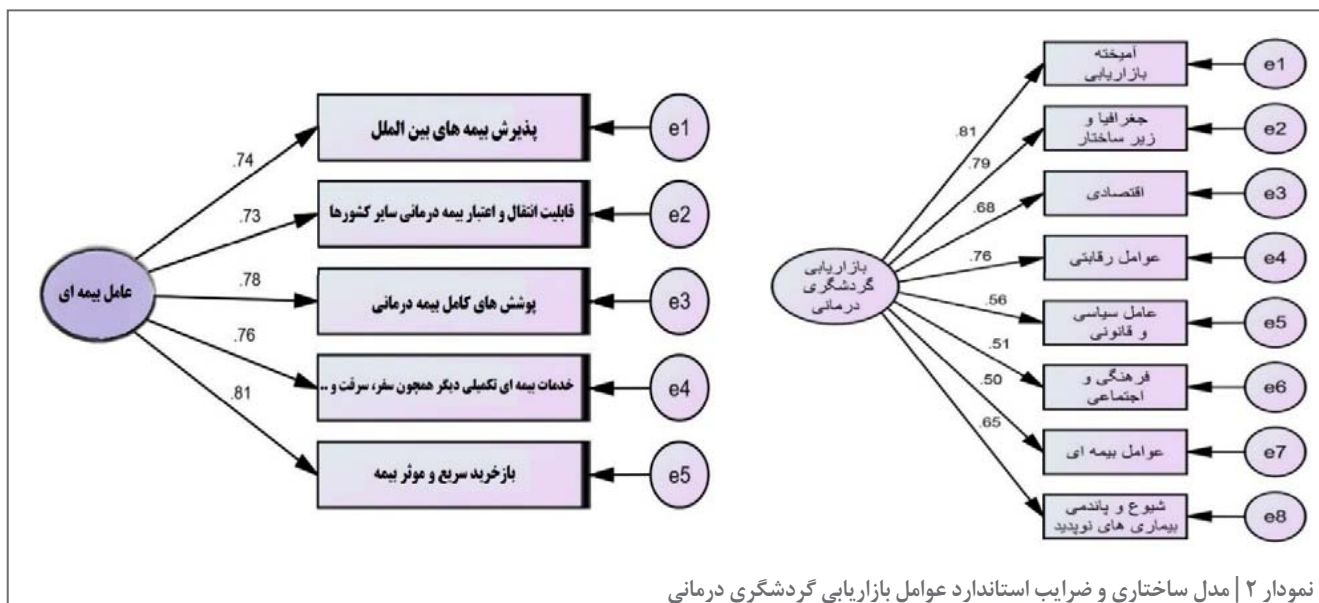 آمیخته
بازاریابی
e1
جغرافیا و
زیر ساختار
e2
اقتصادی
e3
عوامل رقابتی
e4
عامل سیاسی
و قانونی
e5
فرهنگی و
اجتماعی
e6
عوامل بیمه ای
e7
شیوع و پاندمی
بیماری های نوپدید
e8
.81
.79
.68
.76
.56
.51
.50
.65
بازاریابی
گردشگری
درمانی
پذیرش بیمه های بین الملل
e1
قابلیت انتقال و اعتبار بیمه درمانی سایر کشورها
e2
پوشش های کامل بیمه درمانی
e3
خدمات بیمه ای تکمیلی دیگر همچون سفر، سرقت و ..
e4
بازخرید سریع و موثر بیمه
e5
.74
.73
.78
.76
.81
عامل بیمه ای
نمودار ۲ | مدل ساختاری و ضرایب استاندارد عوامل بازاریابی گردشگری درمانی